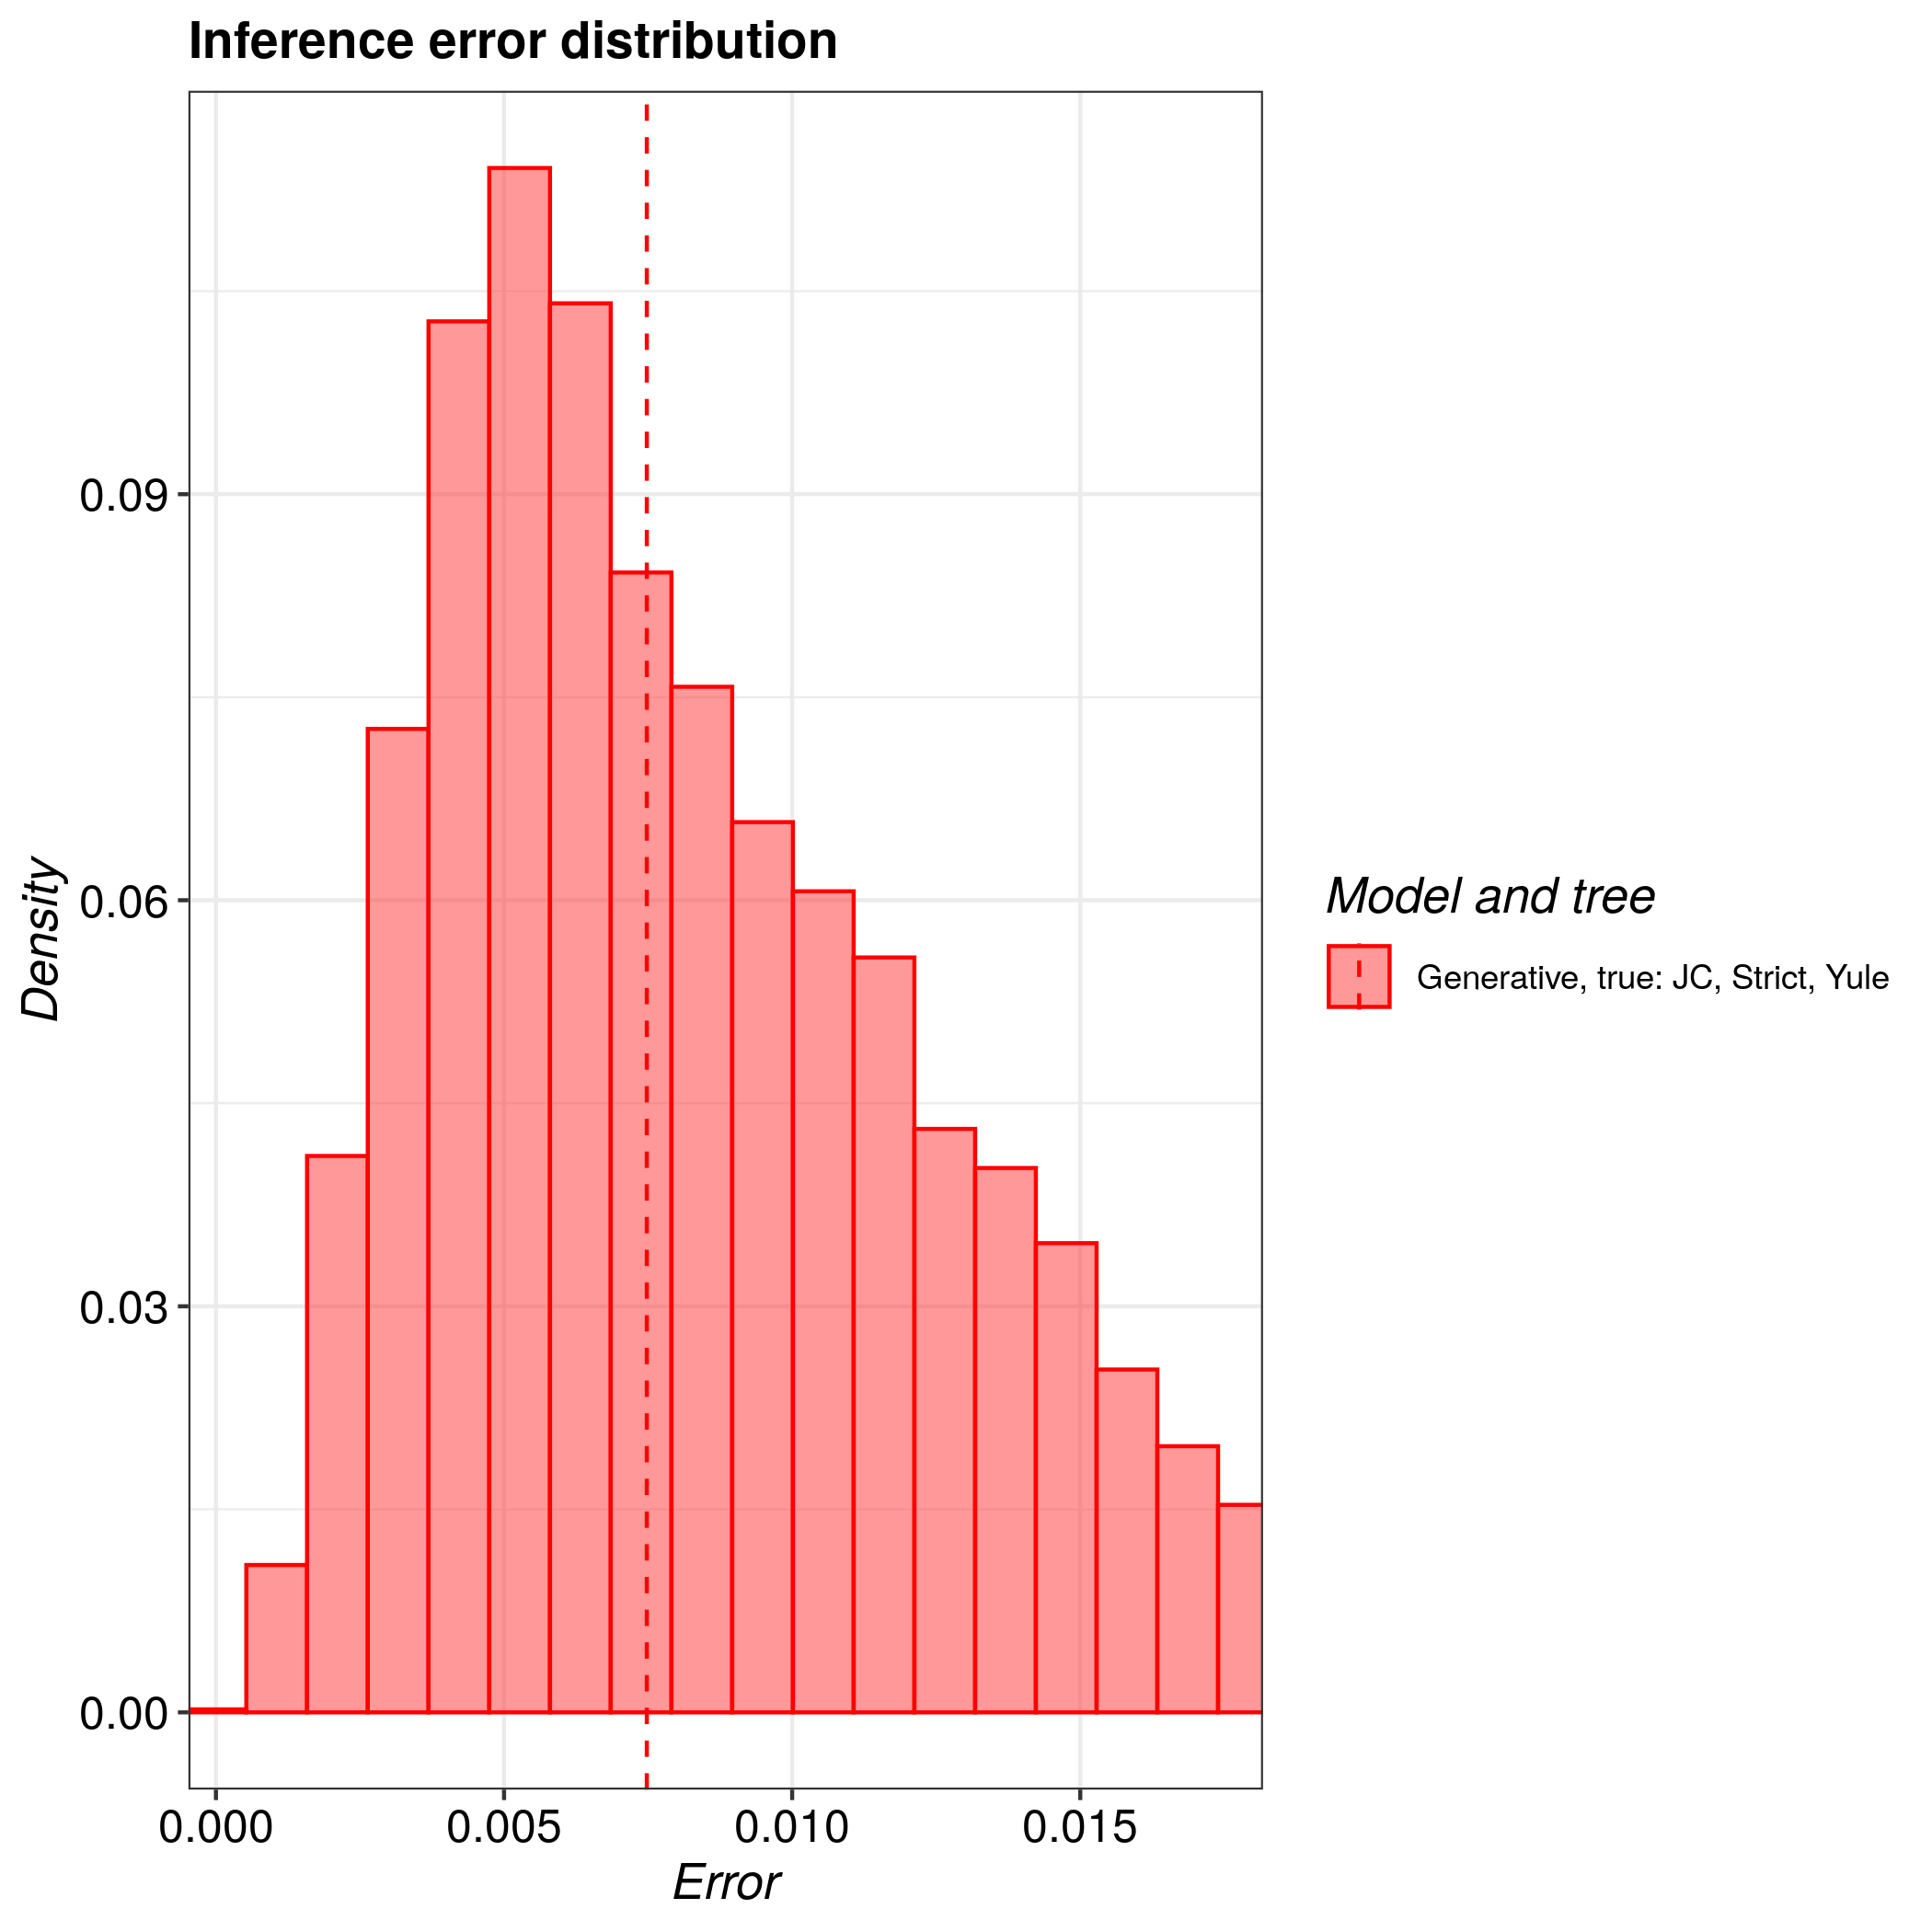 Inference error distribution
Density
0.09
0.06
0.03
0.00
0.000 0.005 0.010 0.015
Error
Model and tree
Generative, true: JC, Strict, Yule